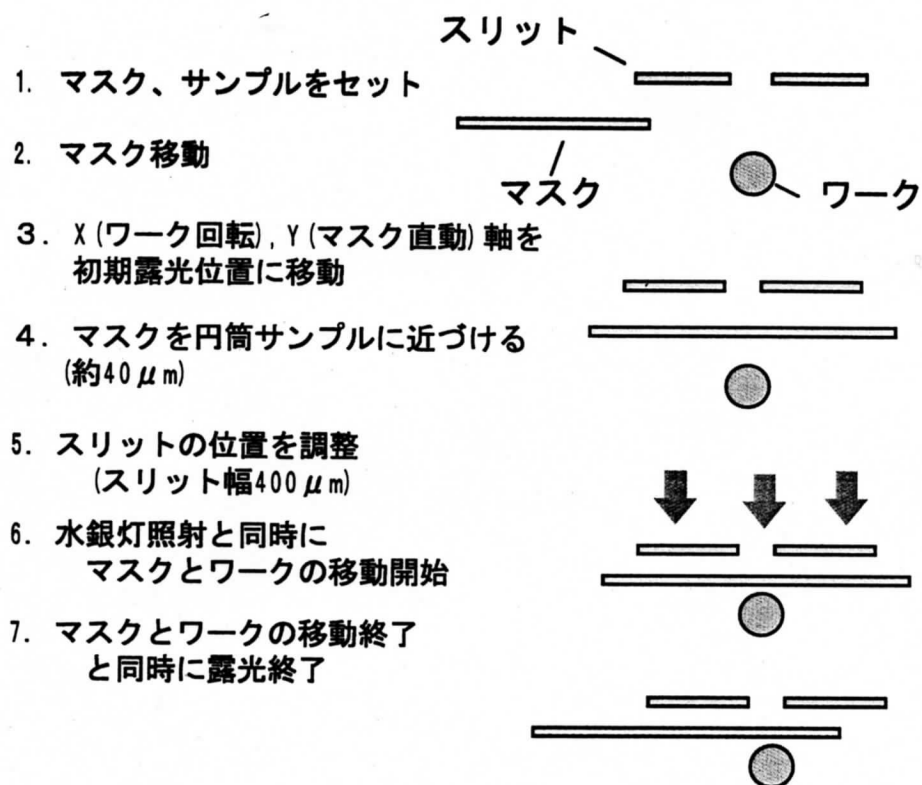 スリット
1. マスク、サンプルをセット
2. マスク移動
マスク
ワーク
3. X(ワーク回転), Y(マスク直動)軸を
初期露光位置に移動
4. マスクを円筒サンプルに近づける
(約40μm)
5. スリットの位置を調整
(スリット幅400μm)
6. 水銀灯照射と同時に
マスクとワークの移動開始
7. マスクとワークの移動終了
と同時に露光終了